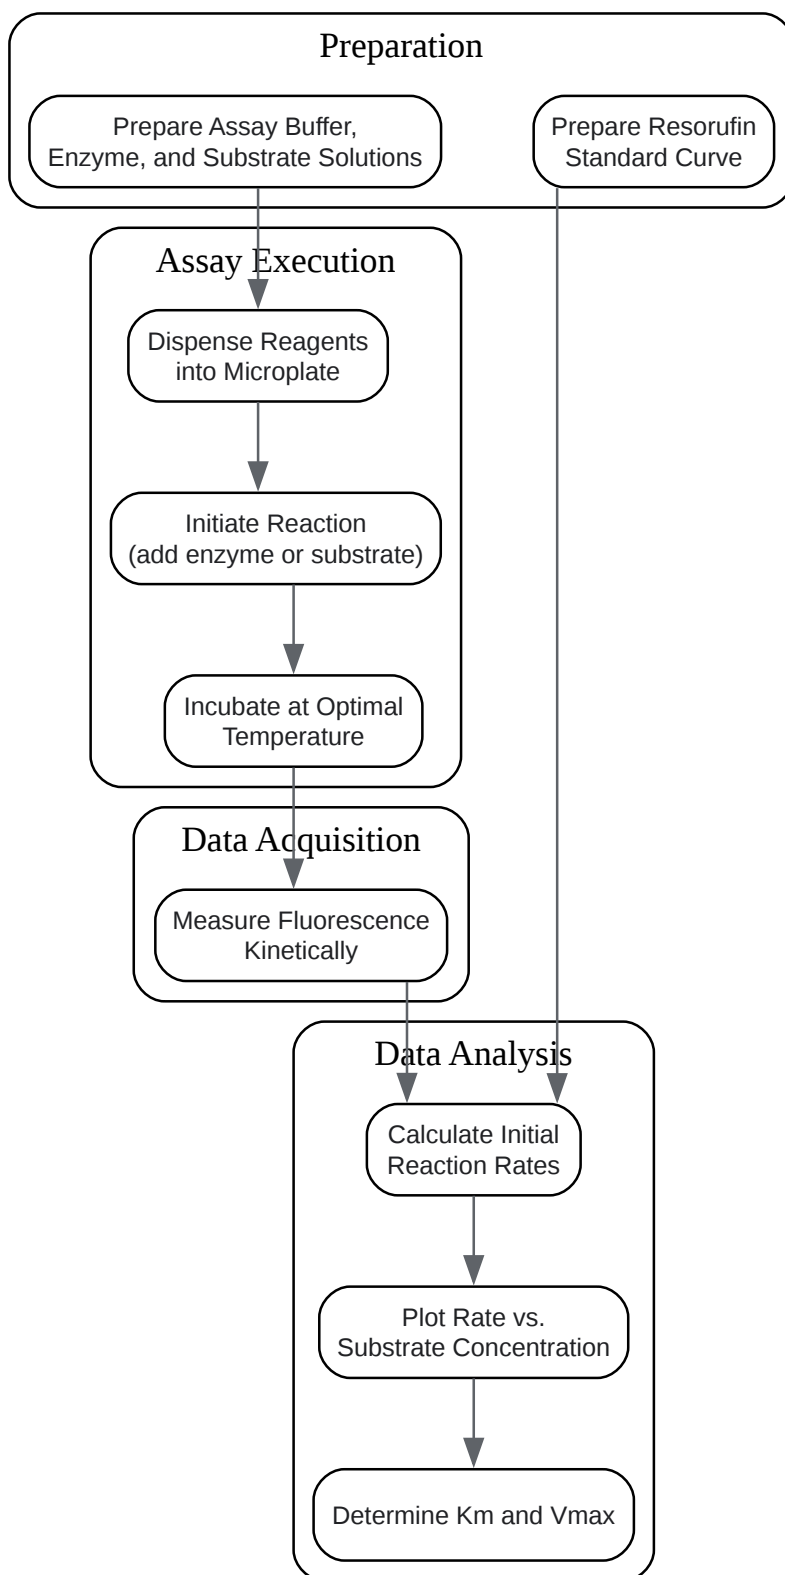 Preparation
Prepare Assay Buffer,
Enzyme, and Substrate Solutions
Prepare Resorufin
Standard Curve
Assay Execution
Dispense Reagents
into Microplate
Initiate Reaction
(add enzyme or substrate)
Incubate at Optimal
Temperature
Data Acquisition
Measure Fluorescence
Kinetically
Data Analysis
Calculate Initial
Reaction Rates
Plot Rate vs.
Substrate Concentration
Determine Km and Vmax